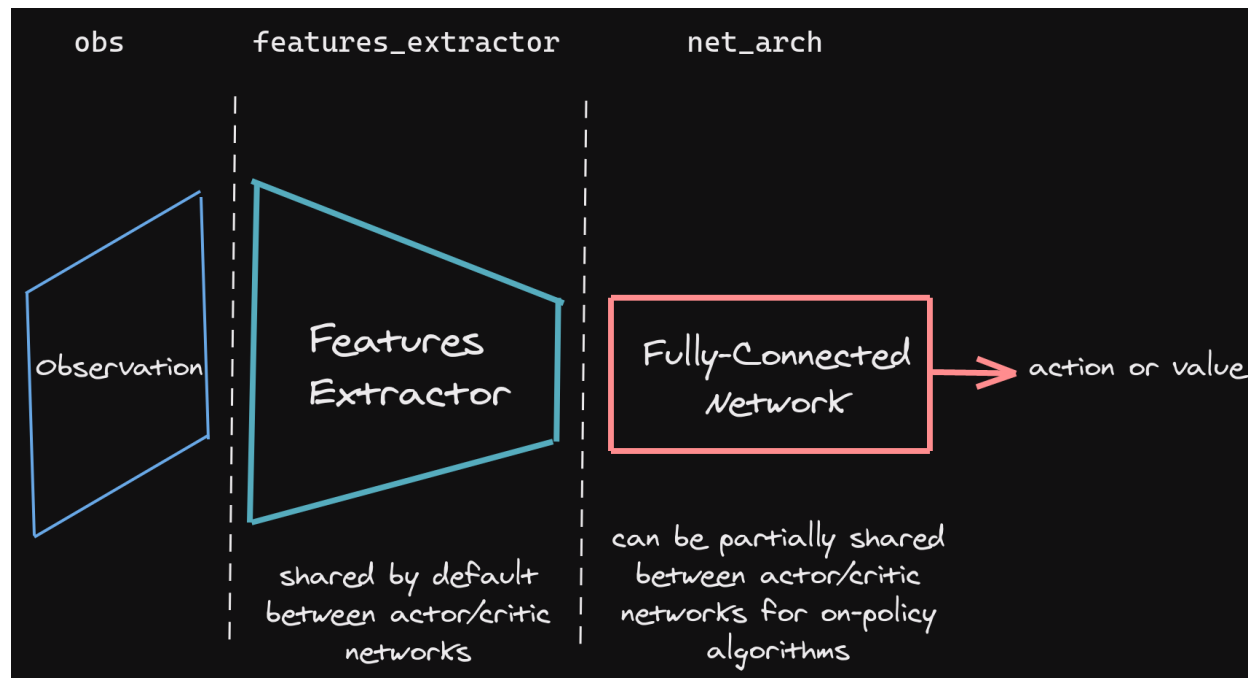 obs
features_extractor
net_arch
Observation
Features
Extractor
Fully-Connected
Network
action or value
shared by default
between actor/critic
networks
can be partially shared
between actor/critic
networks for on-policy
algorithms